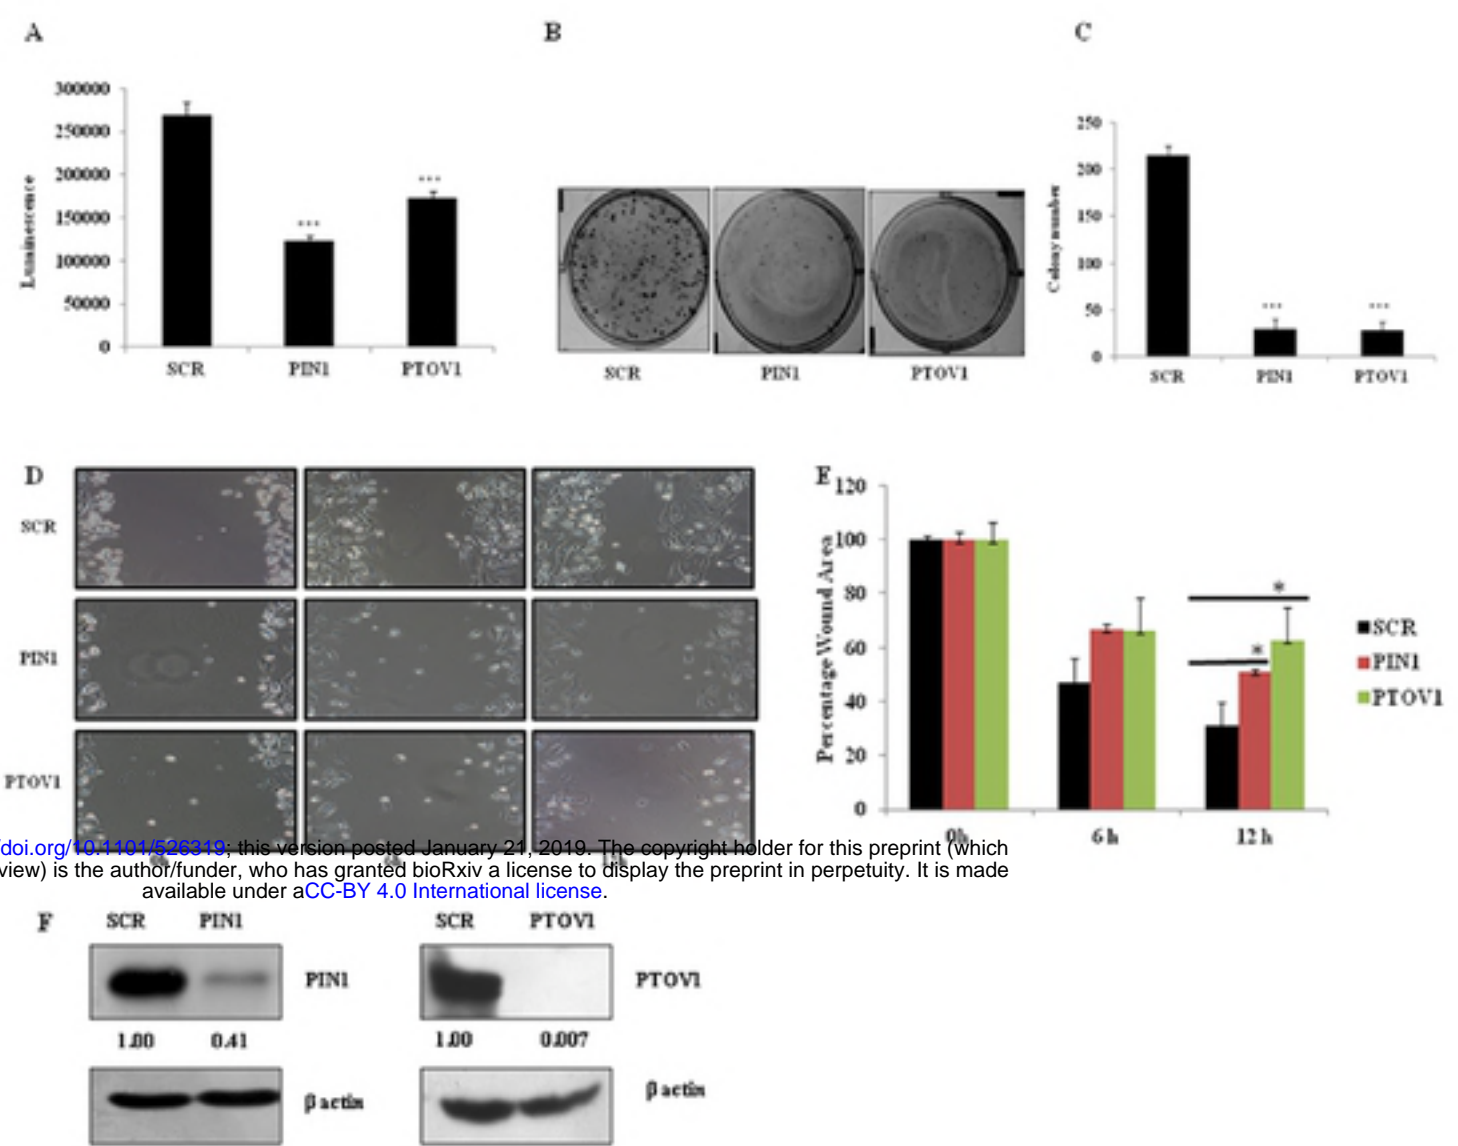 A
B
C
300000
250000
200000
150000
100000
50000
0
Luminescence
***
***
SCR PIN1 PTOV1
SCR PIN1 PTOV1
250
200
150
100
50
0
Colony number
***
***
SCR PIN1 PTOV1
D
SCR
PIN1
PTOV1
E
120
100
80
60
40
20
0
Percentage Wound Area
*
*
0h 6h 12h
SCR
PIN1
PTOV1
/doi.org/10.1101/526319; this version posted January 21, 2019. The copyright holder for this preprint (which
view) is the author/funder, who has granted bioRxiv a license to display the preprint in perpetuity. It is made
available under aCC-BY 4.0 International license.
F
SCR PIN1
PIN1
1.00 0.41
β actin
SCR PTOV1
PTOV1
1.00 0.007
β actin